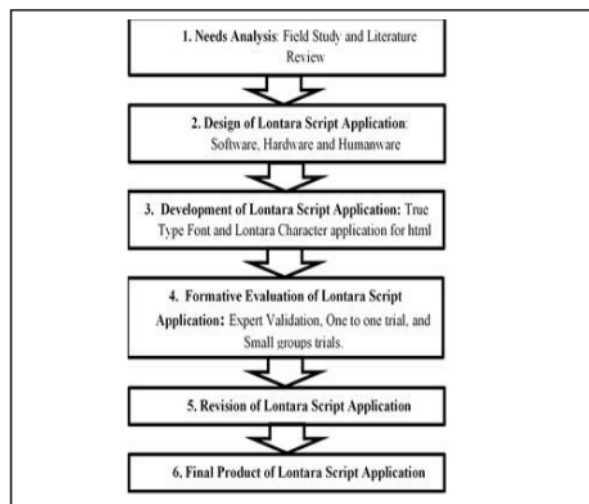 1. Needs Analysis: Field Study and Literature
Review
2. Design of Lontara Script Application:
Software, Hardware and Humanware
3. Development of Lontara Script Application: True
Type Font and Lontara Character application for html
4. Formative Evaluation of Lontara Script
Application: Expert Validation, One to one trial, and
Small groups trials.
5. Revision of Lontara Script Application
6. Final Product of Lontara Script Application